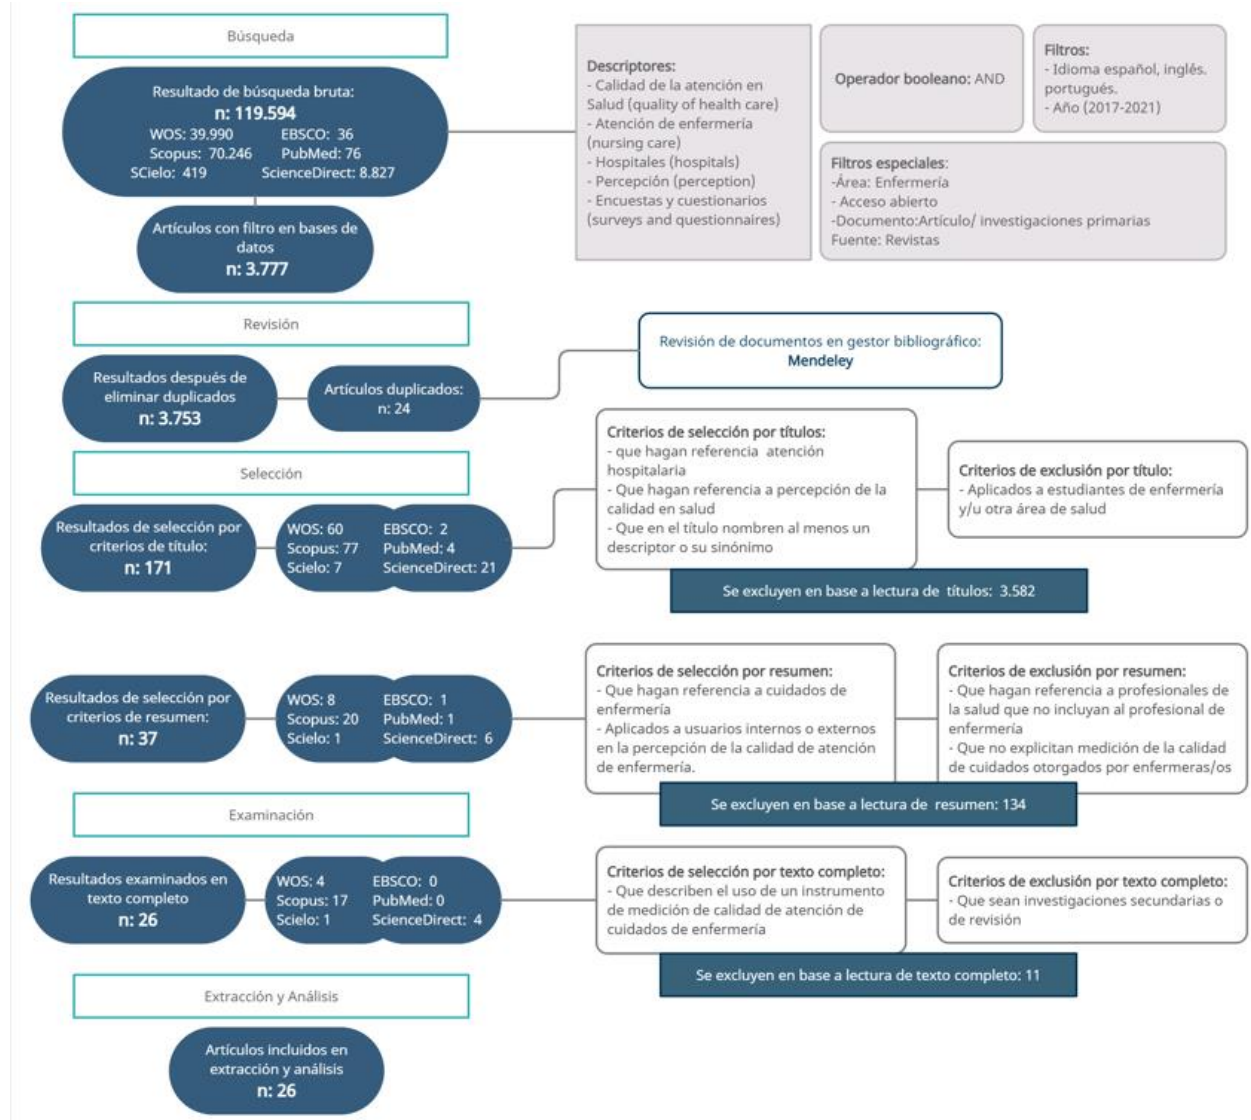 Búsqueda
Resultado de búsqueda bruta:
n: 119.594
WOS: 39.990 EBSCO: 36
Scopus: 70.246 PubMed: 76
SCielo: 419 ScienceDirect: 8.827
Descriptores:
- Calidad de la atención en
Salud (quality of health care)
- Atención de enfermería
(nursing care)
- Hospitales (hospitals)
- Percepción (perception)
- Encuestas y cuestionarios
(surveys and questionnaires)
Operador booleano: AND
Filtros:
- Idioma español, inglés.
portugués.
- Año (2017-2021)
Filtros especiales:
-Área: Enfermería
- Acceso abierto
-Documento:Artículo/ investigaciones primarias
Fuente: Revistas
Artículos con filtro en bases de
datos
n: 3.777
Revisión
Resultados después de
eliminar duplicados
n: 3.753
Artículos duplicados:
n: 24
Revisión de documentos en gestor bibliográfico:
Mendeley
Selección
Resultados de selección por
criterios de título:
n: 171
WOS: 60 EBSCO: 2
Scopus: 77 PubMed: 4
Scielo: 7 ScienceDirect: 21
Criterios de selección por títulos:
- que hagan referencia atención
hospitalaria
- Que hagan referencia a percepción de la
calidad en salud
- Que en el título nombren al menos un
descriptor o su sinónimo
Criterios de exclusión por título:
- Aplicados a estudiantes de enfermería
y/u otra área de salud
Se excluyen en base a lectura de títulos: 3.582
Resultados de selección por
criterios de resumen:
n: 37
WOS: 8 EBSCO: 1
Scopus: 20 PubMed: 1
Scielo: 1 ScienceDirect: 6
Criterios de selección por resumen:
- Que hagan referencia a cuidados de
enfermería
- Aplicados a usuarios internos o externos
en la percepción de la calidad de atención
de enfermería.
Criterios de exclusión por resumen:
- Que hagan referencia a profesionales de
la salud que no incluyan al profesional de
enfermería
- Que no explicitan medición de la calidad
de cuidados otorgados por enfermeras/os
Se excluyen en base a lectura de resumen: 134
Examinación
Resultados examinados en
texto completo
n: 26
WOS: 4 EBSCO: 0
Scopus: 17 PubMed: 0
Scielo: 1 ScienceDirect: 4
Criterios de selección por texto completo:
- Que describen el uso de un instrumento
de medición de calidad de atención de
cuidados de enfermería
Criterios de exclusión por texto completo:
- Que sean investigaciones secundarias o
de revisión
Se excluyen en base a lectura de texto completo: 11
Extracción y Análisis
Artículos incluidos en
extracción y análisis
n: 26